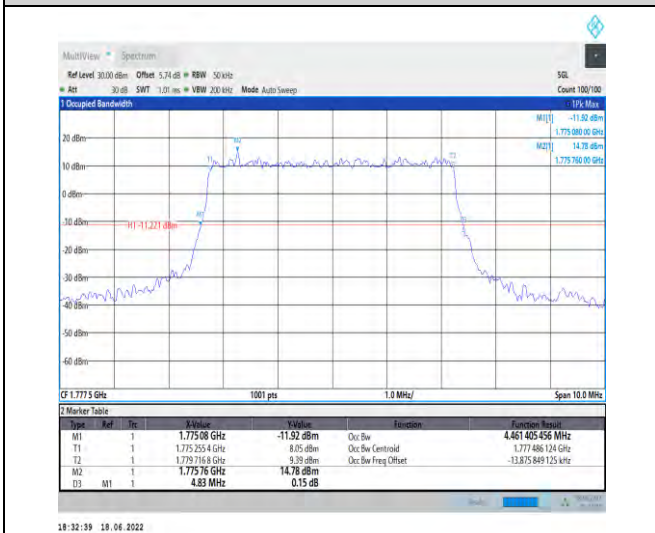 MultiView Spectrum
Ref Level 30.00 dBm Offset 5.74 dB RBW 50 kHz SGL
Att 30 dB SWT 1.01 ms VBW 200 kHz Mode Auto Sweep Count 100/100
1 Occupied Bandwidth 1Pk Max
M1[1] -11.92 dBm
1.775 080 00 GHz
M2[1] 14.78 dBm
1.775 760 00 GHz
20 dBm
M2
T1
T2
10 dBm
0 dBm
M1
-10 dBm
H1 -11.221 dBm
-20 dBm
-30 dBm
-40 dBm
-50 dBm
-60 dBm
CF 1.777 5 GHz 1001 pts 1.0 MHz/ Span 10.0 MHz
2 Marker Table
Type Ref Trc X-Value Y-Value Function Function Result
M1 1 1.775 08 GHz -11.92 dBm Occ Bw 4.461 405 456 MHz
T1 1 1.775 255 4 GHz 8.05 dBm Occ Bw Centroid 1.777 486 124 GHz
T2 1 1.779 716 8 GHz 9.39 dBm Occ Bw Freq Offset -13.875 849 125 kHz
M2 1 1.775 76 GHz 14.78 dBm
D3 M1 1 4.83 MHz 0.15 dB
18:32:39 18.06.2022